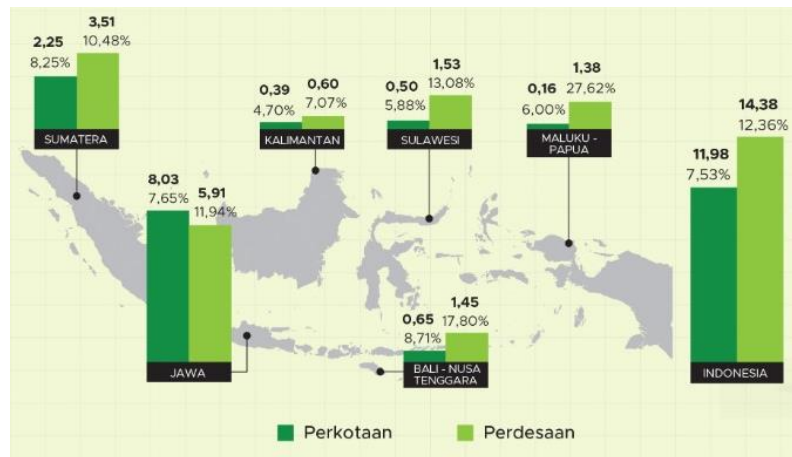 2,25
8,25%
3,51
10,48%
SUMATERA
0,39
4,70%
0,60
7,07%
KALIMANTAN
0,50
5,88%
1,53
13,08%
SULAWESI
0,16
6,00%
1,38
27,62%
MALUKU -
PAPUA
11,98
7,53%
14,38
12,36%
INDONESIA
8,03
7,65%
5,91
11,94%
JAWA
0,65
8,71%
1,45
17,80%
BALI - NUSA
TENGGARA
Perkotaan
Perdesaan